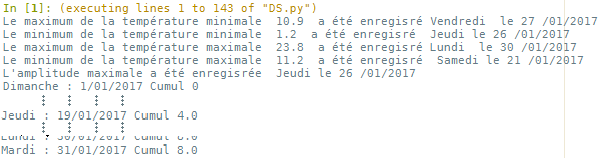 In [1]: (executing lines 1 to 143 of "DS.py")
Le maximum de la température minimale  10.9  a été enregisré Vendredi  le 27 /01/2017
Le minimum de la température minimale  1.2  a été enregisré  Jeudi le 26 /01/2017
Le maximum de la température maximale  23.8  a été enregisré Lundi  le 30 /01/2017
Le minimum de la température maximale  11.2  a été enregisré  Samedi le 21 /01/2017
L'amplitude maximale a été enregisrée  Jeudi le 26 /01/2017
Dimanche : 1/01/2017 Cumul 0
Jeudi : 19/01/2017 Cumul 4.0
Lundi : 30/01/2017 Cumul 8.0
Mardi : 31/01/2017 Cumul 8.0